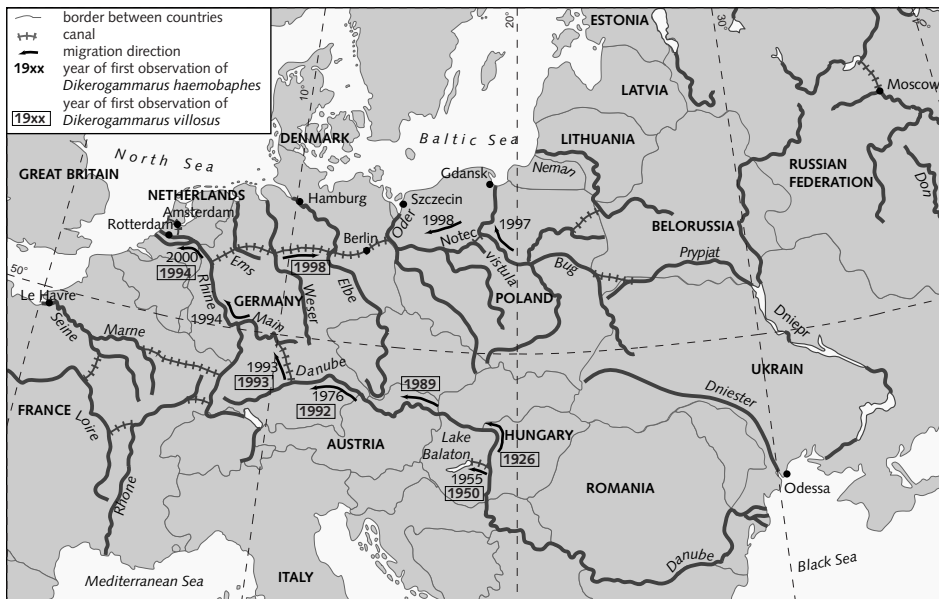 border between countries
canal
migration direction
19xx year of first observation of
Dikerogammarus haemobaphes
year of first observation of
19xx Dikerogammarus villosus
20°
30°
10°
50°
ESTONIA
Moscow
LATVIA
Baltic Sea
DENMARK
LITHUANIA
North Sea
RUSSIAN
FEDERATION
GREAT BRITAIN
Gdansk
Neman
Don
NETHERLANDS
Hamburg
Szczecin
Amsterdam
Rotterdam
1998
1997
BELORUSSIA
Oder
Notec
Berlin
2000
1994
Ems
1998
vistula
Bug
Prypjat
Le Havre
Rhine
GERMANY
Weser
Elbe
POLAND
Seine
1994
Main
Dniepr
Marne
1993
1993
Danube
UKRAIN
1989
1976
1992
Dniester
FRANCE
Loire
AUSTRIA
Lake
Balaton
HUNGARY
1926
1955
1950
ROMANIA
Odessa
Rhone
Danube
Black Sea
Mediterranean Sea
ITALY